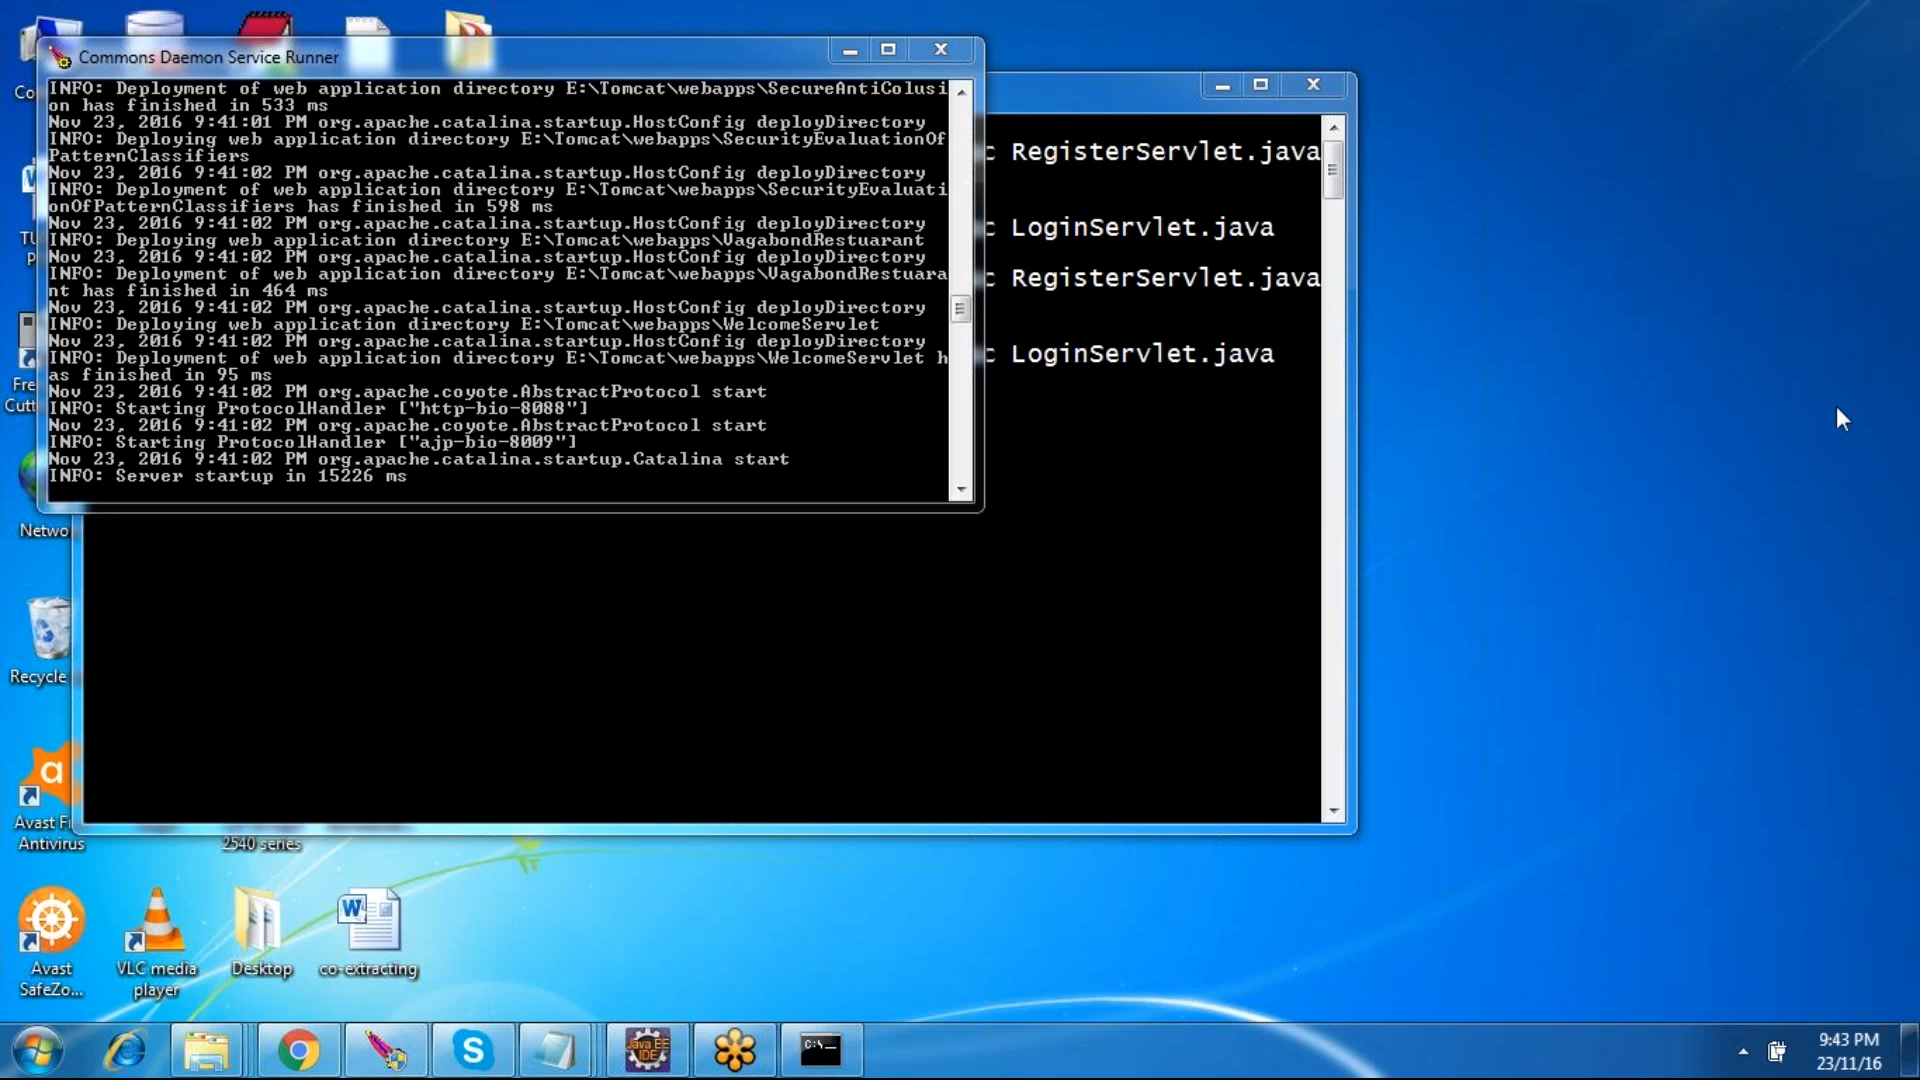 Commons Daemon Service Runner
INFO: Deployment of web application directory E:\Tomcat\webapps\SecureAntiColusi
on has finished in 533 ms
Nov 23, 2016 9:41:01 PM org.apache.catalina.startup.HostConfig deployDirectory
INFO: Deploying web application directory E:\Tomcat\webapps\SecurityEvaluationOf
PatternClassifiers
Nov 23, 2016 9:41:02 PM org.apache.catalina.startup.HostConfig deployDirectory
INFO: Deployment of web application directory E:\Tomcat\webapps\SecurityEvaluati
onOfPatternClassifiers has finished in 598 ms
Nov 23, 2016 9:41:02 PM org.apache.catalina.startup.HostConfig deployDirectory
INFO: Deploying web application directory E:\Tomcat\webapps\VagabondRestuarant
Nov 23, 2016 9:41:02 PM org.apache.catalina.startup.HostConfig deployDirectory
INFO: Deployment of web application directory E:\Tomcat\webapps\VagabondRestuara
nt has finished in 464 ms
Nov 23, 2016 9:41:02 PM org.apache.catalina.startup.HostConfig deployDirectory
INFO: Deploying web application directory E:\Tomcat\webapps\WelcomeServlet
Nov 23, 2016 9:41:02 PM org.apache.catalina.startup.HostConfig deployDirectory
INFO: Deployment of web application directory E:\Tomcat\webapps\WelcomeServlet h
as finished in 95 ms
Nov 23, 2016 9:41:02 PM org.apache.coyote.AbstractProtocol start
INFO: Starting ProtocolHandler ["http-bio-8088"]
Nov 23, 2016 9:41:02 PM org.apache.coyote.AbstractProtocol start
INFO: Starting ProtocolHandler ["ajp-bio-8009"]
Nov 23, 2016 9:41:02 PM org.apache.catalina.startup.Catalina start
INFO: Server startup in 15226 ms
c RegisterServlet.java
c LoginServlet.java
c RegisterServlet.java
c LoginServlet.java
Co
TU
P
Fre
Cutt
Netwo
Recycle
Avast F
Antivirus
2540 series
Avast
SafeZo...
VLC media
player
Desktop
co-extracting
Java EE
IDE
C:\_
9:43 PM
23/11/16